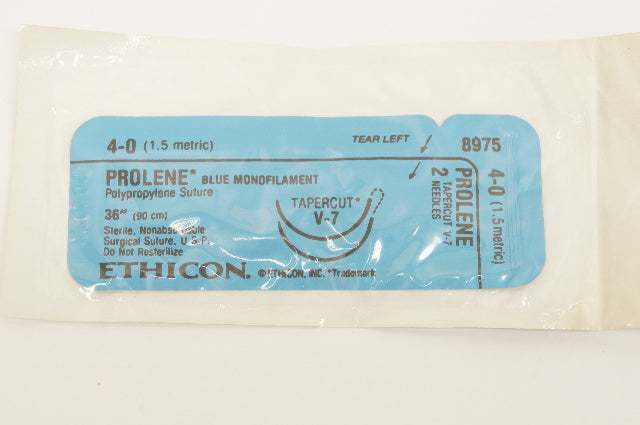 4-0 (1.5 metric)
TEAR LEFT
8975
PROLENE* BLUE MONOFILAMENT
Polypropylene Suture
36" (90 cm)
Sterile, Nonabsorbable
Surgical Suture, U.S.P.
Do Not Resterilize
TAPERCUT*
V-7
ETHICON. © ETHICON, INC. *Trademark
4-0 (1.5 metric)
PROLENE
TAPERCUT V-7
2 NEEDLES